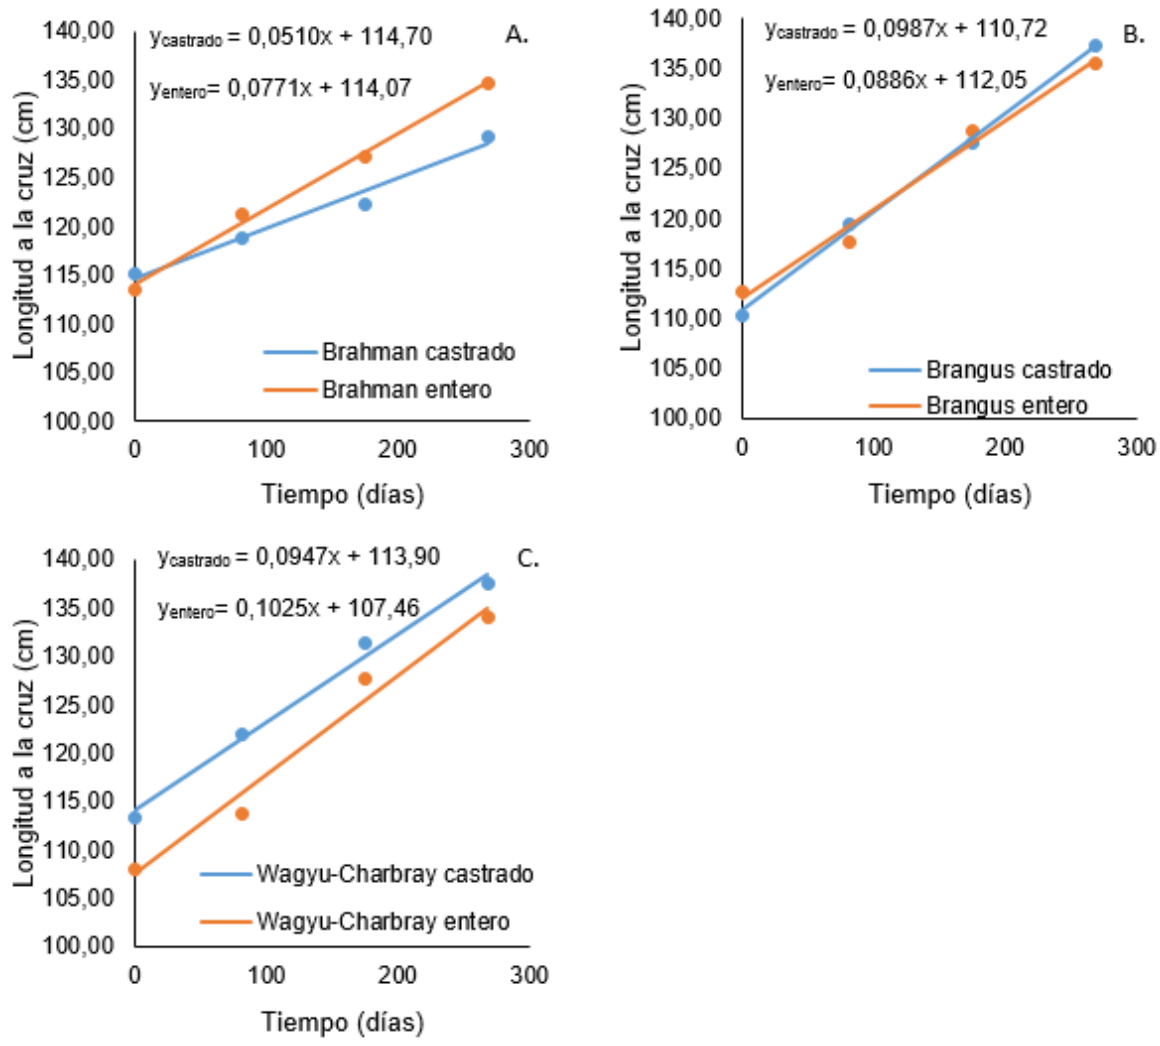 A.
y castrado = 0,0510x + 114,70
y entero= 0,0771x + 114,07
Longitud a la cruz (cm)
140,00
135,00
130,00
125,00
120,00
115,00
110,00
105,00
100,00
Brahman castrado
Brahman entero
0 100 200 300
Tiempo (días)
B.
y castrado = 0,0987x + 110,72
y entero= 0,0886x + 112,05
Longitud a la cruz (cm)
140,00
135,00
130,00
125,00
120,00
115,00
110,00
105,00
100,00
Brangus castrado
Brangus entero
0 100 200 300
Tiempo (días)
C.
y castrado = 0,0947x + 113,90
y entero= 0,1025x + 107,46
Longitud a la cruz (cm)
140,00
135,00
130,00
125,00
120,00
115,00
110,00
105,00
100,00
Wagyu-Charbray castrado
Wagyu-Charbray entero
0 100 200 300
Tiempo (días)